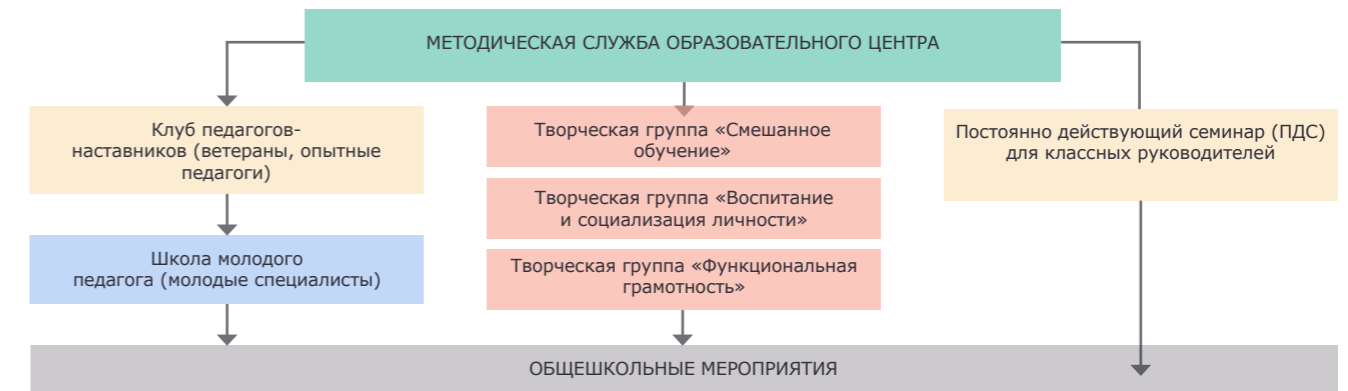 МЕТОДИЧЕСКАЯ СЛУЖБА ОБРАЗОВАТЕЛЬНОГО ЦЕНТРА
Клуб педагогов-
наставников (ветераны, опытные
педагоги)
Школа молодого
педагога (молодые специалисты)
Творческая группа «Смешанное
обучение»
Творческая группа «Воспитание
и социализация личности»
Творческая группа «Функциональная
грамотность»
Постоянно действующий семинар (ПДС)
для классных руководителей
ОБЩЕШКОЛЬНЫЕ МЕРОПРИЯТИЯ